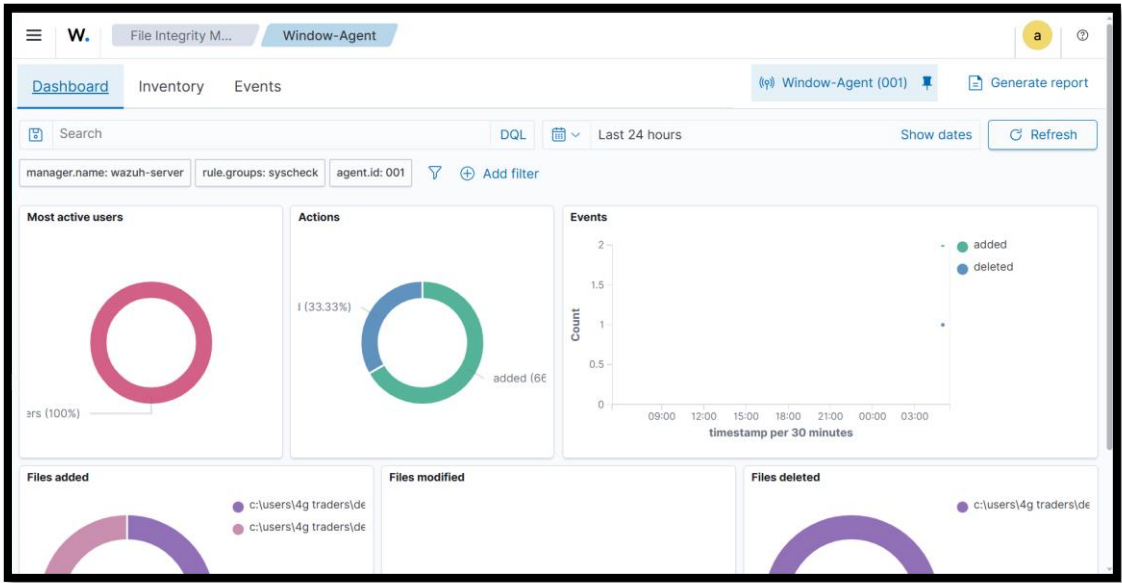 W. File Integrity M... Window-Agent a
Dashboard Inventory Events Window-Agent (001) Generate report
Search DQL Last 24 hours Show dates Refresh
manager.name: wazuh-server rule.groups: syscheck agent.id: 001 Add filter
Most active users
ers (100%)
Actions
l (33.33%)
added (66
Events
2
1.5
1
0.5
0
Count
09:00 12:00 15:00 18:00 21:00 00:00 03:00
timestamp per 30 minutes
added
deleted
Files added
c:\users\4g traders\de
c:\users\4g traders\de
Files modified
Files deleted
c:\users\4g traders\de